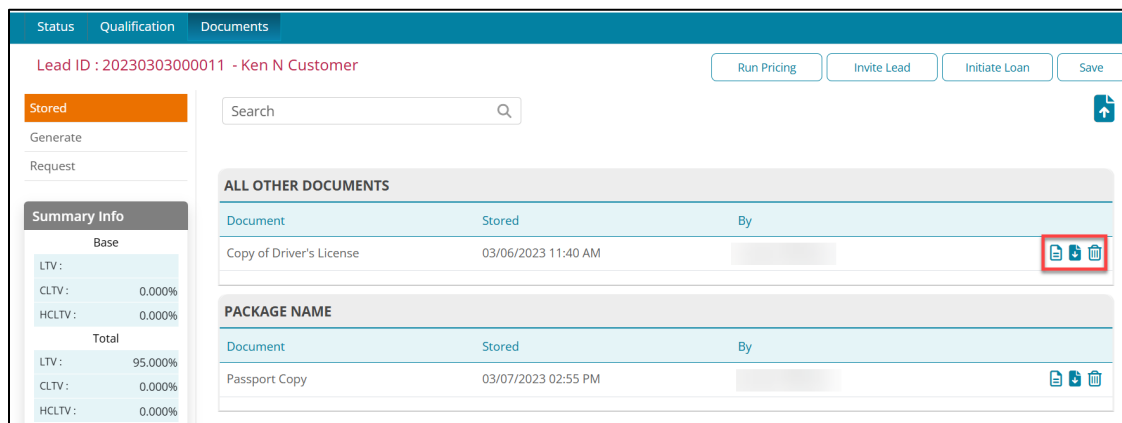 Status Qualification Documents
Lead ID : 20230303000011 - Ken N Customer
Run Pricing Invite Lead Initiate Loan Save
Stored
Generate
Request
Summary Info
Base
LTV :
CLTV : 0.000%
HCLTV : 0.000%
Total
LTV : 95.000%
CLTV : 0.000%
HCLTV : 0.000%
Search
ALL OTHER DOCUMENTS
Document Stored By
Copy of Driver's License 03/06/2023 11:40 AM
PACKAGE NAME
Document Stored By
Passport Copy 03/07/2023 02:55 PM